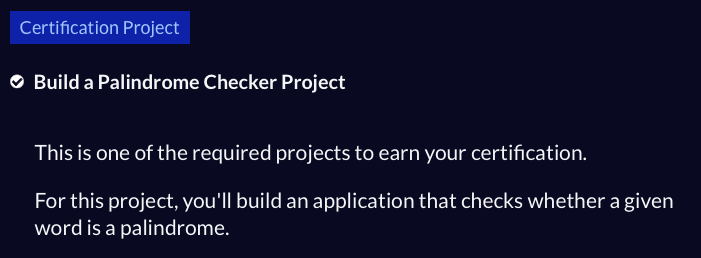 Certification Project
Build a Palindrome Checker Project
This is one of the required projects to earn your certification.
For this project, you'll build an application that checks whether a given
word is a palindrome.